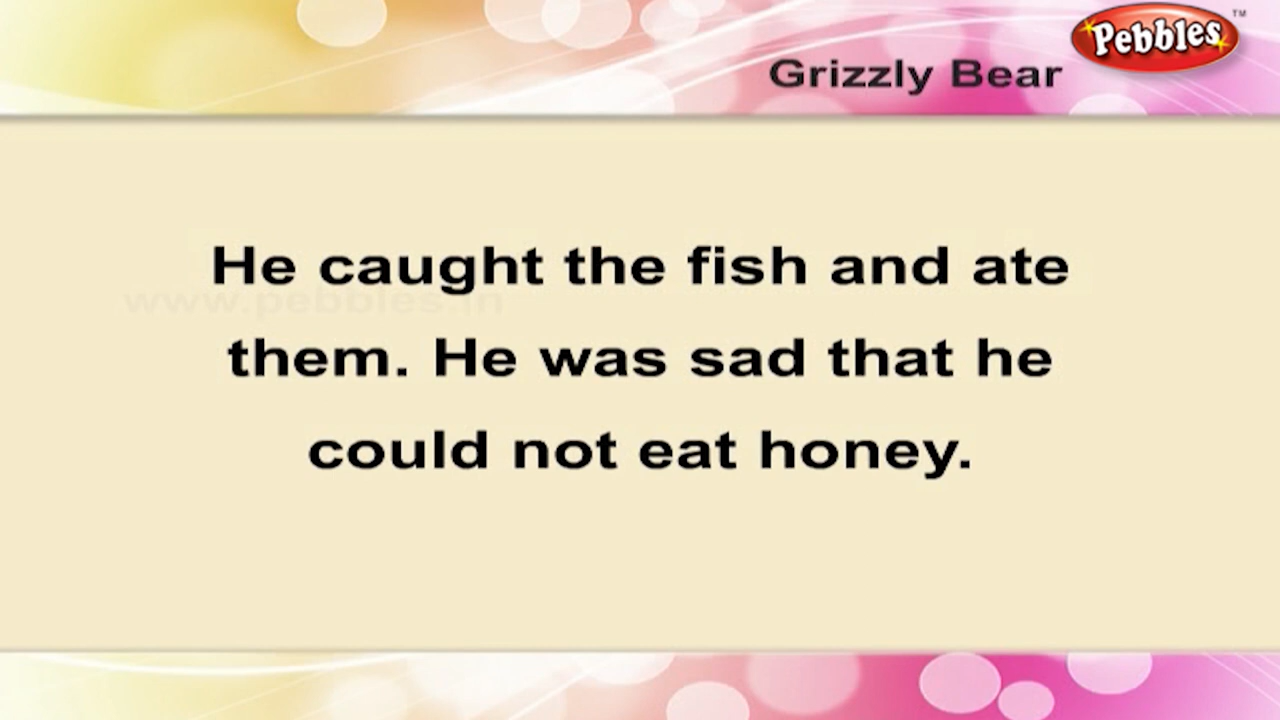 Pebbles
TM
Grizzly Bear
He caught the fish and ate
www.pebbles.in
them. He was sad that he
could not eat honey.